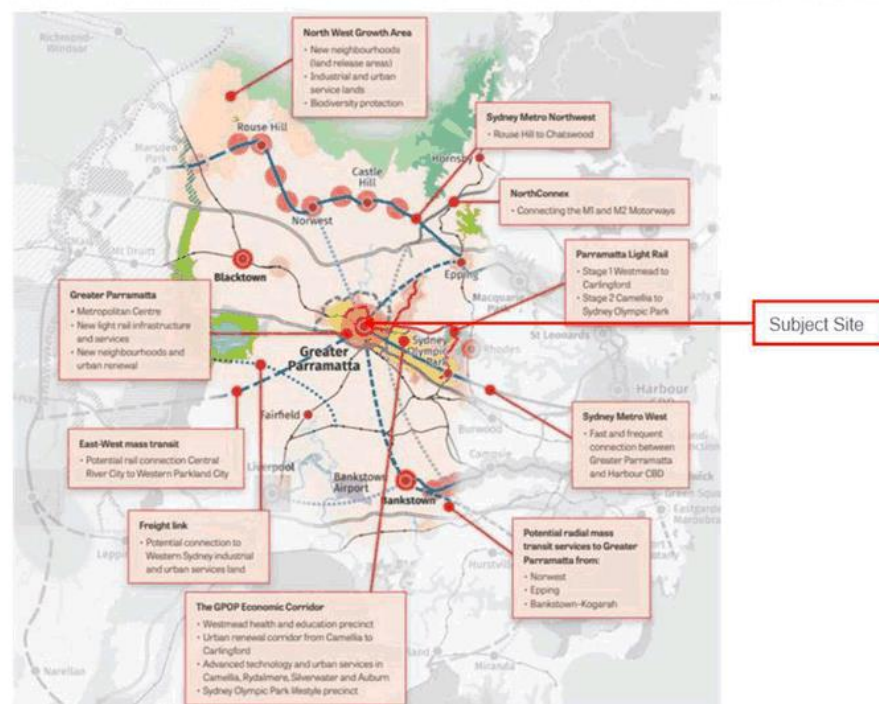 Richmond-
Windsor
North West Growth Area
• New neighbourhoods
(land release areas)
• Industrial and urban
service lands
• Biodiversity protection
Rouse Hill
Marsden
Park
Sydney Metro Northwest
• Rouse Hill to Chatswood
Hornsby
Castle
Hill
Norwest
NorthConnex
• Connecting the M1 and M2 Motorways
Mt Druitt
Blacktown
Epping
Parramatta Light Rail
• Stage 1 Westmead to
Carlingford
• Stage 2 Camellia to
Sydney Olympic Park
Macquarie
Park
Greater Parramatta
• Metropolitan Centre
• New light rail infrastructure
and services
• New neighbourhoods and
urban renewal
Greater
Parramatta
Sydney
Olympic
Park
Rhodes
St Leonards
Subject Site
Harbour
CBD
East-West mass transit
• Potential rail connection Central
River City to Western Parkland
City
Fairfield
Burwood
Sydney Metro West
• Fast and frequent
connection between
Greater Parramatta
and Harbour CBD
Campsie
Liverpool
Bankstown
Airport
Bankstown
Green Square
Freight link
• Potential connection to
Western Sydney industrial
and urban services land
Hurstville
Potential radial mass
transit services to Greater
Parramatta from:
• Norwest
• Epping
• Bankstown-Kogarah
The GPOP Economic Corridor
• Westmead health and education precinct
• Urban renewal corridor from Camellia to
Carlingford
• Advanced technology and urban services in
Camellia, Rydalmere, Silverwater and Auburn
• Sydney Olympic Park lifestyle precinct
Miranda
Narellan